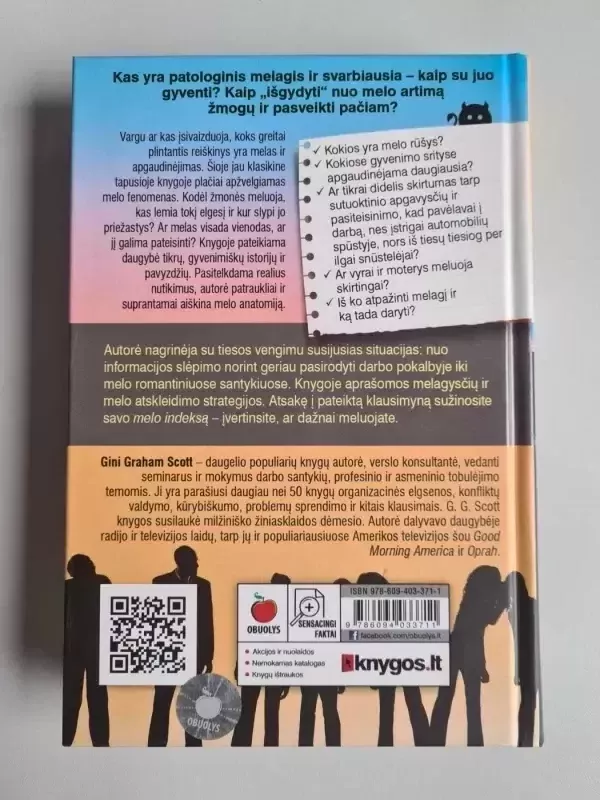 Kas yra patologinis melagis ir svarbiausia – kaip su juo
gyventi? Kaip „išgydyti“ nuo melo artimą
žmogų ir pasveikti pačiam?
Vargu ar kas įsivaizduoja, koks greitai
plintantis reiškinys yra melas ir
apgaudinėjimas. Šioje jau klasikine
tapusioje knygoje plačiai apžvelgiamas
melo fenomenas. Kodėl žmonės meluoja,
kas lemia tokį elgesį ir kur slypi jo
priežastys? Ar melas visada vienodas, ar
jį galima pateisinti? Knygoje pateikiama
daugybė tikrų, gyvenimiškų istorijų ir
pavyzdžių. Pasitelkdama realius
nutikimus, autorė patraukliai ir
suprantamai aiškina melo anatomiją.
✓ Kokios yra melo rūšys?
✓ Kokiose gyvenimo srityse
apgaudinėjama daugiausia?
✓ Ar tikrai didelis skirtumas tarp
sutuoktinio apgavysčių ir
pasiteisinimo, kad pavėlavai į
darbą, nes įstrigai automobilių
spūstyje, nors iš tiesų tiesiog per
ilgai snūstelėjai?
✓ Ar vyrai ir moterys meluoja
skirtingai?
✓ Iš ko atpažinti melagį ir
ką tada daryti?
Autorė nagrinėja su tiesos vengimu susijusias situacijas: nuo
informacijos slėpimo norint geriau pasirodyti darbo pokalbyje iki
melo romantiniuose santykiuose. Knygoje aprašomos melagysčių ir
melo atskleidimo strategijos. Atsakę į pateiktą klausimyną sužinosite
savo melo indeksą – įvertinsite, ar dažnai meluojate.
Gini Graham Scott – daugelio populiarių knygų autorė, verslo konsultantė, vedanti
seminarus ir mokymus darbo santykių, profesinio ir asmeninio tobulėjimo
temomis. Ji yra parašiusi daugiau nei 50 knygų organizacinės elgsenos, konfliktų
valdymo, kūrybiškumo, problemų sprendimo ir kitais klausimais. G. G. Scott
knygos susilaukė milžiniško žiniasklaidos dėmesio. Autorė dalyvavo daugybėje
radijo ir televizijos laidų, tarp jų ir populiariausiuose Amerikos televizijos šou Good
Morning America ir Oprah.
OBUOLYS
SENSACINGI
FAKTAI
ISBN 978-609-403-371-1
9 786094 033711
facebook.com/obuolys.lt
• Akcijos ir nuolaidos
• Nemokamas katalogas
• Knygų ištraukos
knygos.lt
OBUOLYS